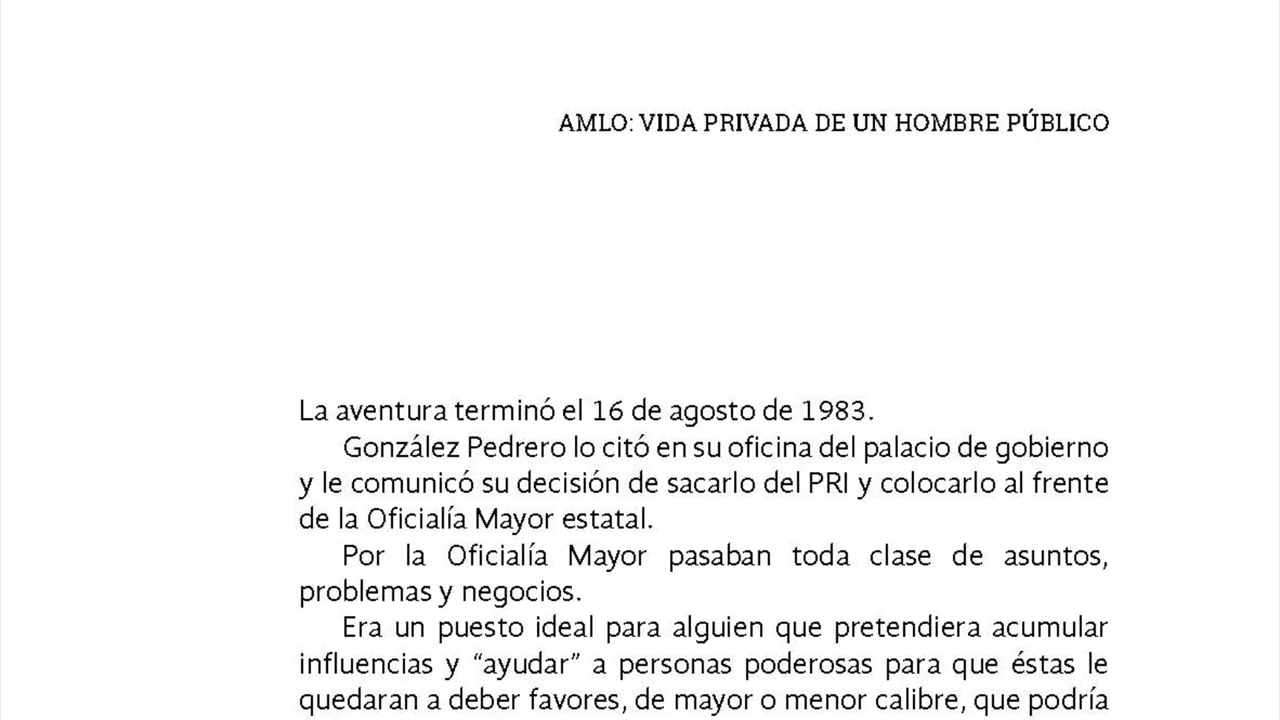 AMLO: VIDA PRIVADA DE UN HOMBRE PÚBLICO
La aventura terminó el 16 de agosto de 1983.
González Pedrero lo citó en su oficina del palacio de gobierno
y le comunicó su decisión de sacarlo del PRI y colocarlo al frente
de la Oficialía Mayor estatal.
Por la Oficialía Mayor pasaban toda clase de asuntos,
problemas y negocios.
Era un puesto ideal para alguien que pretendiera acumular
influencias y “ayudar” a personas poderosas para que éstas le
quedaran a deber favores, de mayor o menor calibre, que podría